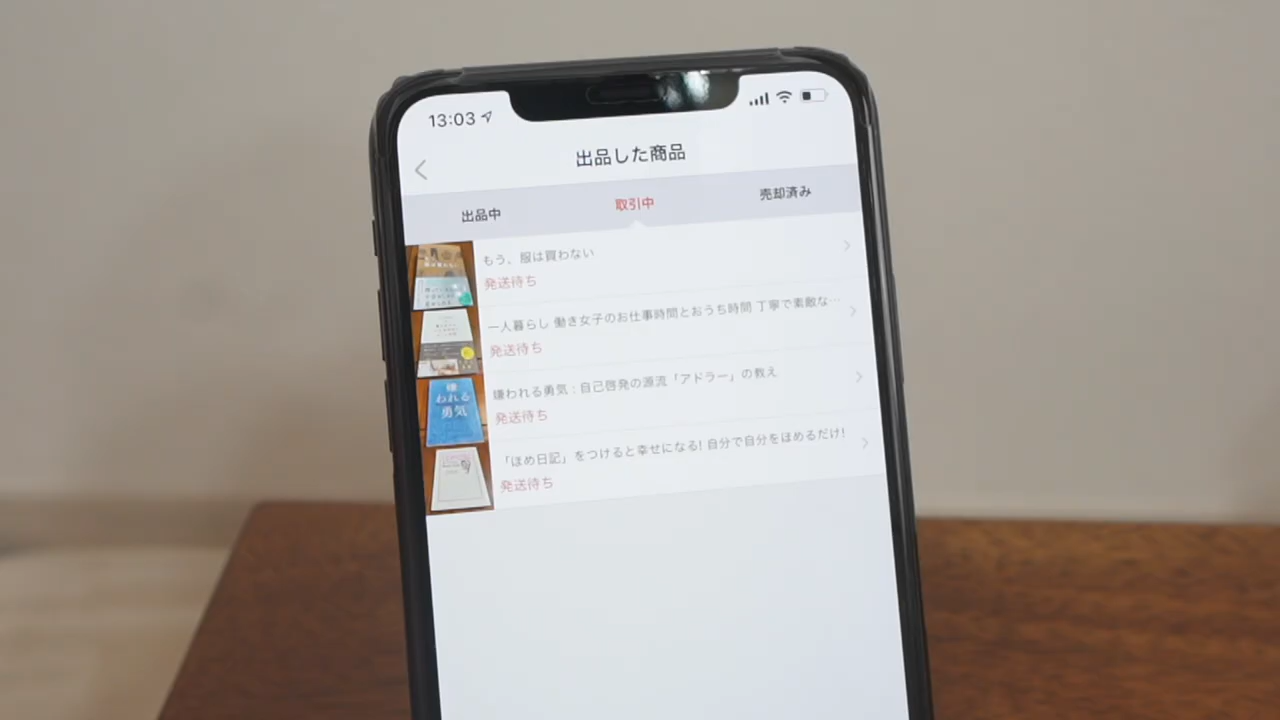 13:03
出品した商品
出品中 取引中 売却済み
もう、服は買わない
発送待ち
一人暮らし 働き女子のお仕事時間とおうち時間 丁寧で素敵な…
発送待ち
嫌われる勇気 : 自己啓発の源流「アドラー」の教え
発送待ち
「ほめ日記」をつけると幸せになる! 自分で自分をほめるだけ!
発送待ち
嫌
われる
勇気